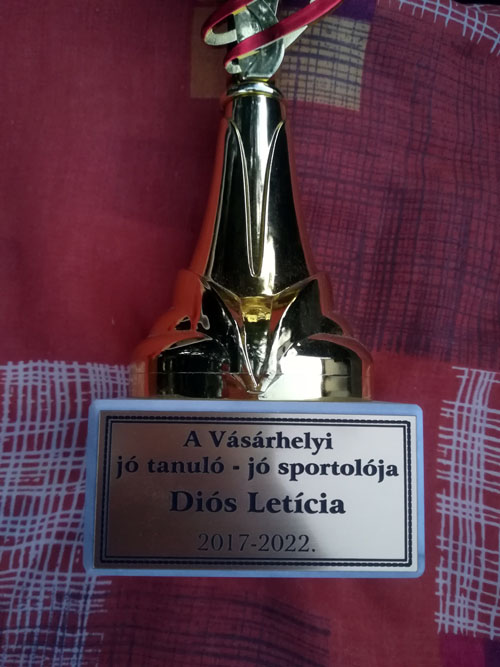 A Vásárhelyi
jó tanuló - jó sportolója
Diós Letícia
2017-2022.